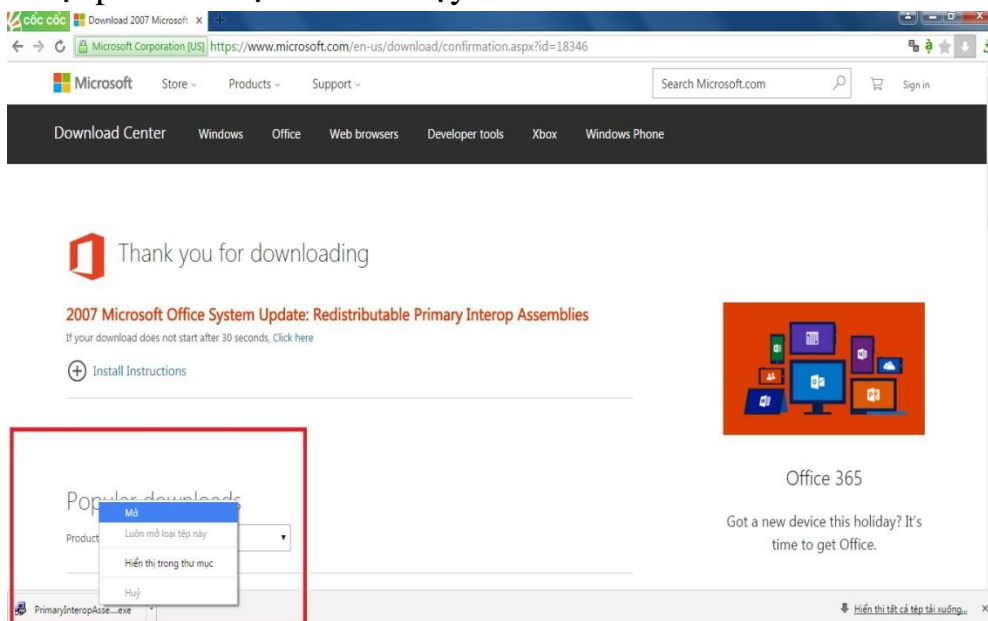 cốc cốc Download 2007 Microsoft ×
Microsoft Corporation [US] https://www.microsoft.com/en-us/download/confirmation.aspx?id=18346
Microsoft Store Products Support Search Microsoft.com Sign in
Download Center Windows Office Web browsers Developer tools Xbox Windows Phone
Thank you for downloading
2007 Microsoft Office System Update: Redistributable Primary Interop Assemblies
If your download does not start after 30 seconds, Click here
Install Instructions
Office 365
Got a new device this holiday? It's
time to get Office.
Popular downloads
Mở
Product
Luôn mở loại tệp này
Hiển thị trong thư mục
Huỷ
PrimaryInteropAsse....exe
Hiển thị tất cả tệp tải xuống...